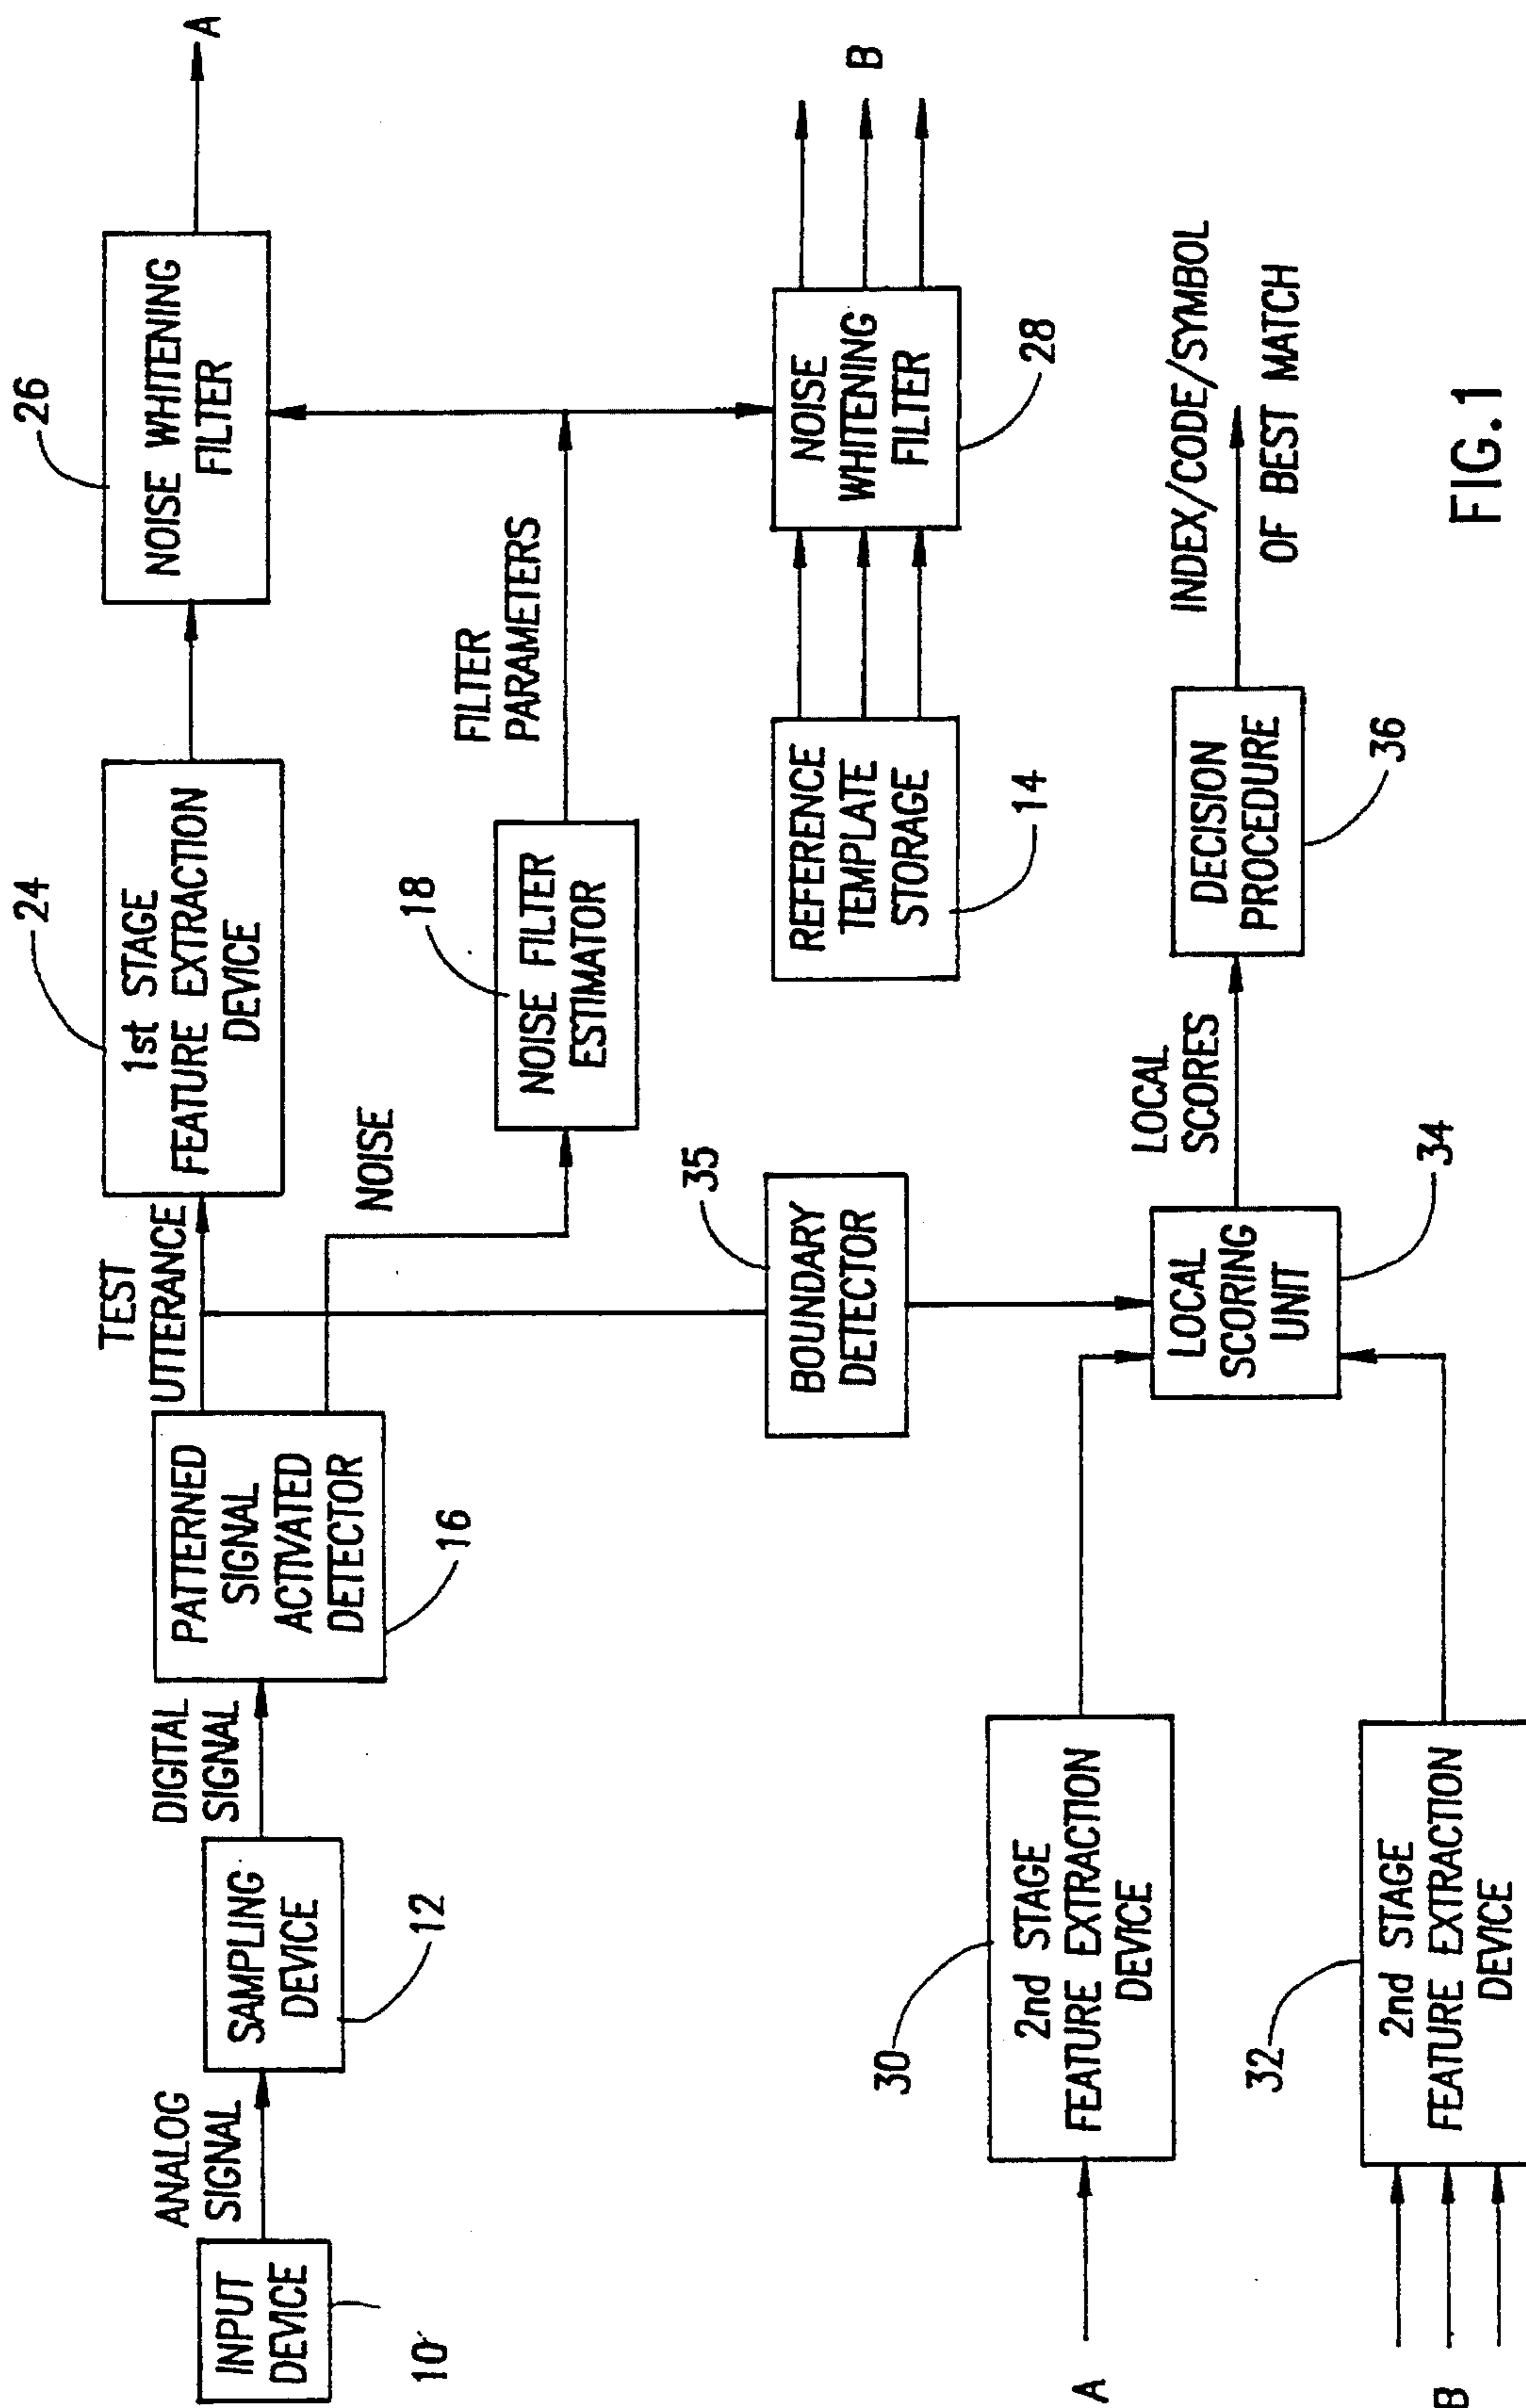 INPUT
DEVICE
10
ANALOG
SIGNAL
SAMPLING
DEVICE
12
DIGITAL
SIGNAL
PATTERNED
SIGNAL
ACTIVATED
DETECTOR
16
TEST
UTTERANCE
NOISE
24
1st STAGE
FEATURE EXTRACTION
DEVICE
18
NOISE FILTER
ESTIMATOR
FILTER
PARAMETERS
26
NOISE WHITENING
FILTER
A
REFERENCE
TEMPLATE
STORAGE
14
NOISE
WHITENING
FILTER
28
B
35
BOUNDARY
DETECTOR
A
30
2nd STAGE
FEATURE EXTRACTION
DEVICE
B
32
2nd STAGE
FEATURE EXTRACTION
DEVICE
LOCAL
SCORING
UNIT
34
LOCAL
SCORES
DECISION
PROCEDURE
36
INDEX/CODE/SYMBOL
OF BEST MATCH
FIG.1